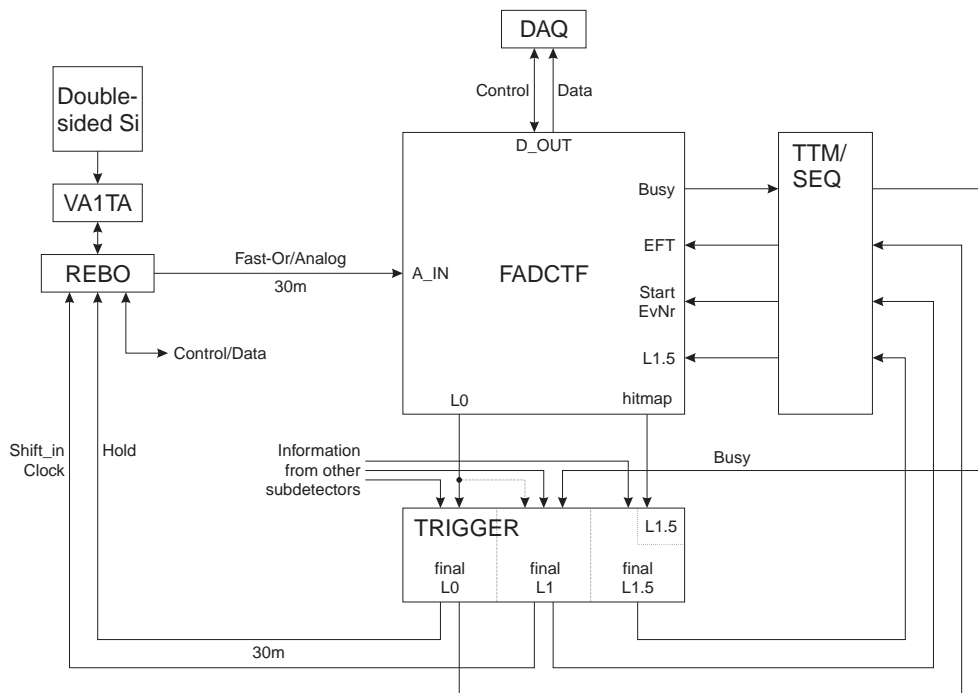 DAQ
Control
Data
Double-
sided Si
D_OUT
TTM/
SEQ
VA1TA
Busy
REBO
Fast-Or/Analog
30m
A_IN
FADCTF
EFT
Start
EvNr
Control/Data
L1.5
L0
hitmap
Shift_in
Clock
Hold
Information
from other
subdetectors
Busy
TRIGGER
L1.5
final
L0
final
L1
final
L1.5
30m